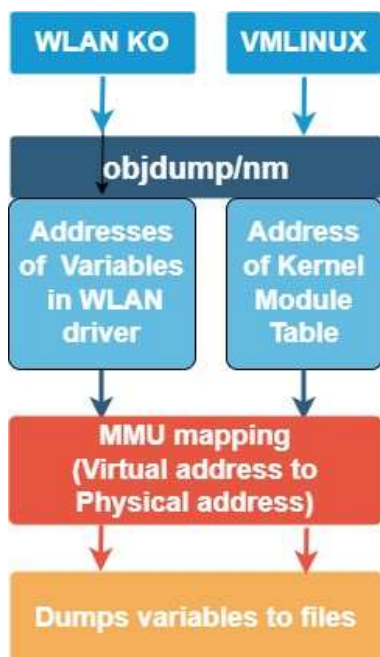 WLAN KO
VMLINUX
objdump/nm
Addresses
of Variables
in WLAN
driver
Address
of Kernel
Module
Table
MMU mapping
(Virtual address to
Physical address)
Dumps variables to files